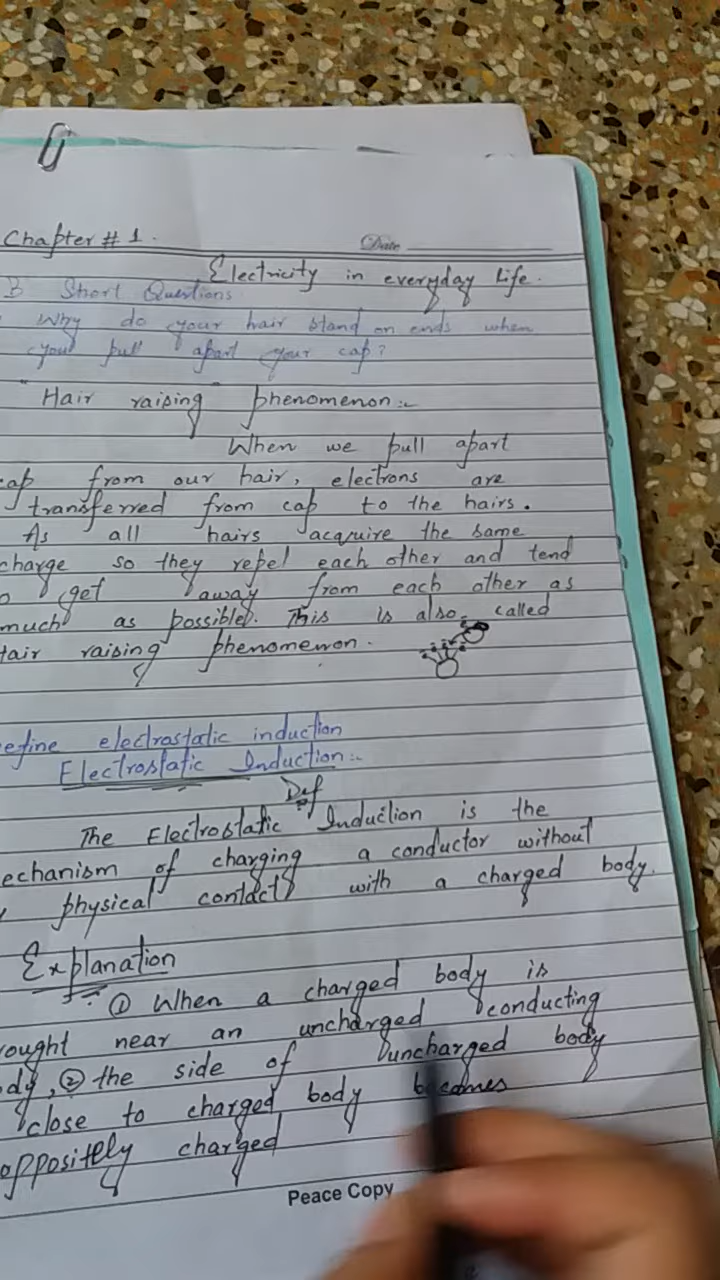 Chapter # 1.
Date
Electricity in everyday life.
B Short Questions
Why do your hair stand on ends when
you pull apart your cap?
Hair raising phenomenon:-
When we pull apart
cap from our hair, electrons are
transferred from cap to the hairs.
As all hairs acquire the same
charge so they repel each other and tend
o get away from each other as
much as possible. This is also called
air raising phenomenon.
efine electrostatic induction
Electrostatic Induction:-
Def
The Electrostatic Induction is the
echanism of charging a conductor without
physical contact with a charged body.
Explanation
① When a charged body is
ought near an uncharged conducting
dy, ② the side of uncharged body
close to charged body becomes
oppositely charged
Peace Copy